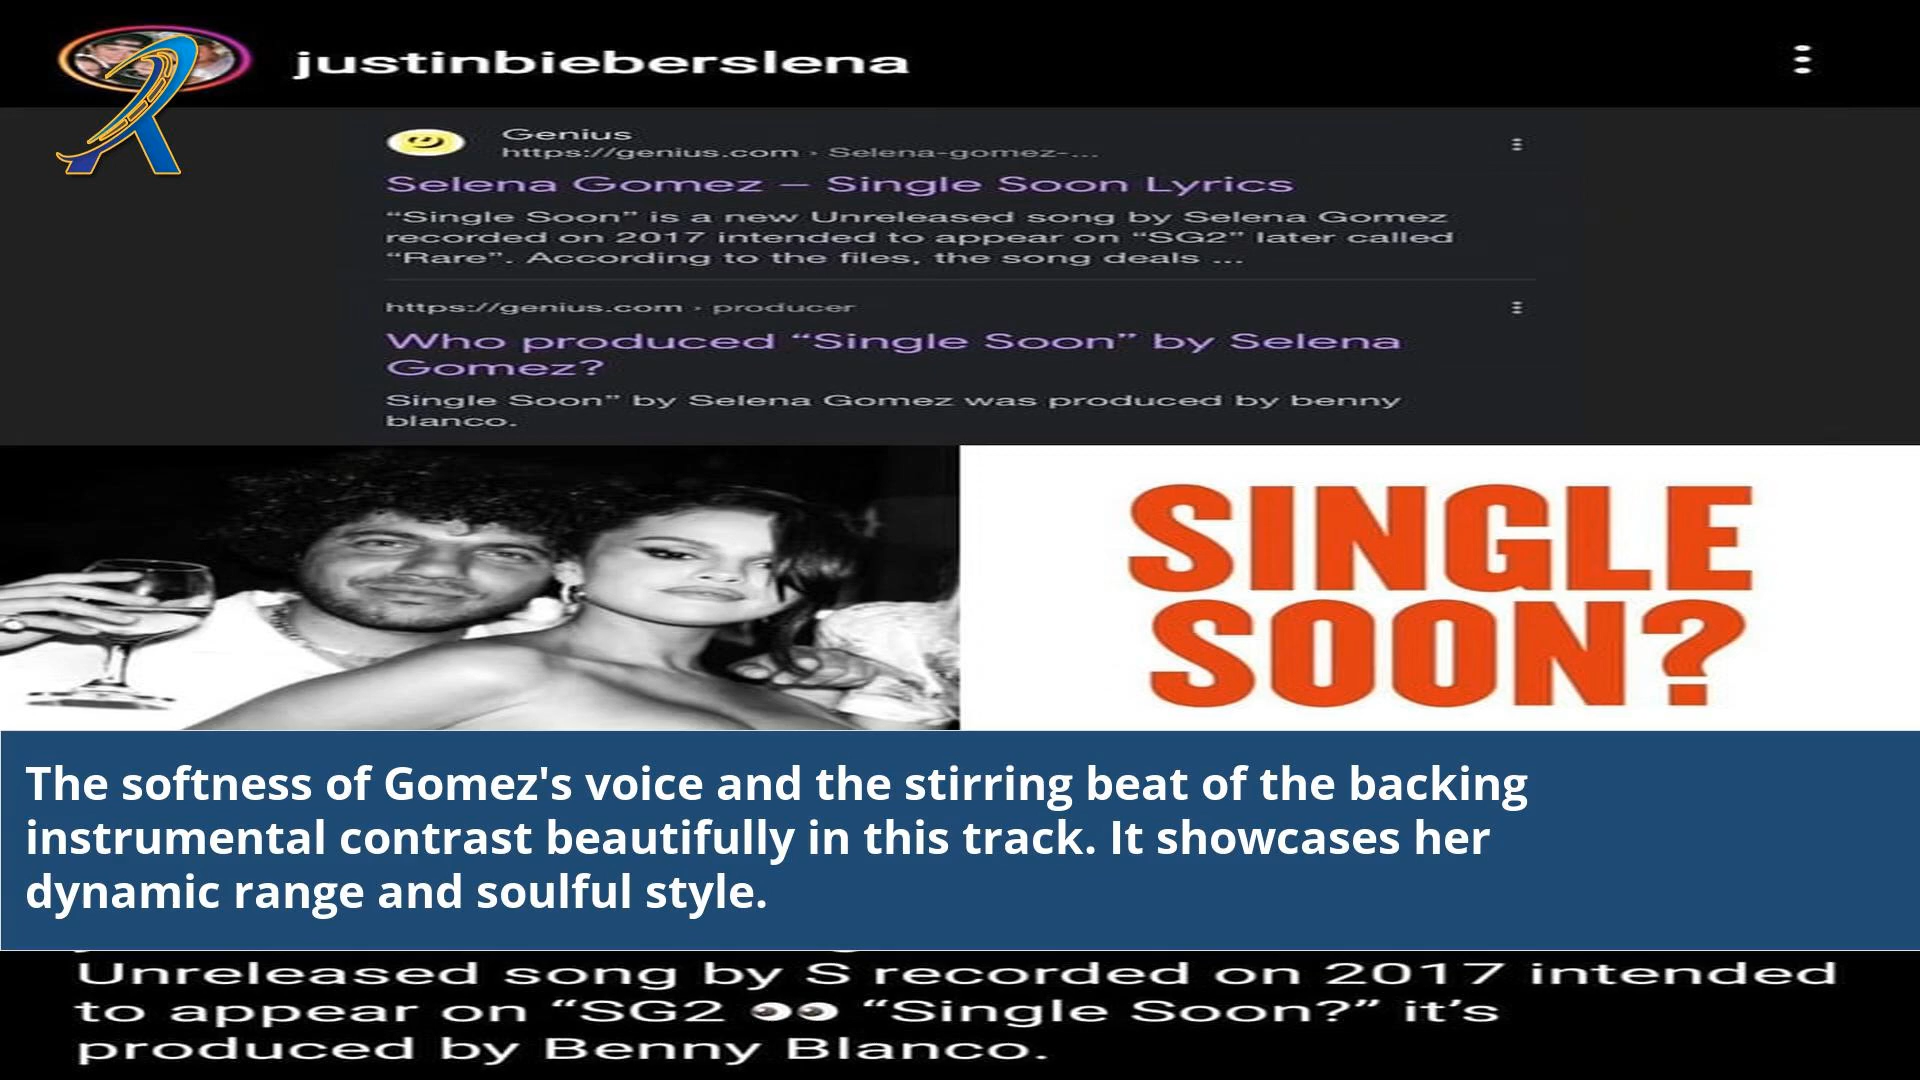 justinbieberslena
Genius
https://genius.com › Selena-gomez-...
Selena Gomez – Single Soon Lyrics
“Single Soon” is a new Unreleased song by Selena Gomez
recorded on 2017 intended to appear on “SG2” later called
“Rare”. According to the files, the song deals ...
https://genius.com › producer
Who produced “Single Soon” by Selena
Gomez?
Single Soon” by Selena Gomez was produced by benny
blanco.
SINGLE
SOON?
The softness of Gomez's voice and the stirring beat of the backing
instrumental contrast beautifully in this track. It showcases her
dynamic range and soulful style.
Unreleased song by S recorded on 2017 intended
to appear on “SG2 👀 “Single Soon?” it’s
produced by Benny Blanco.